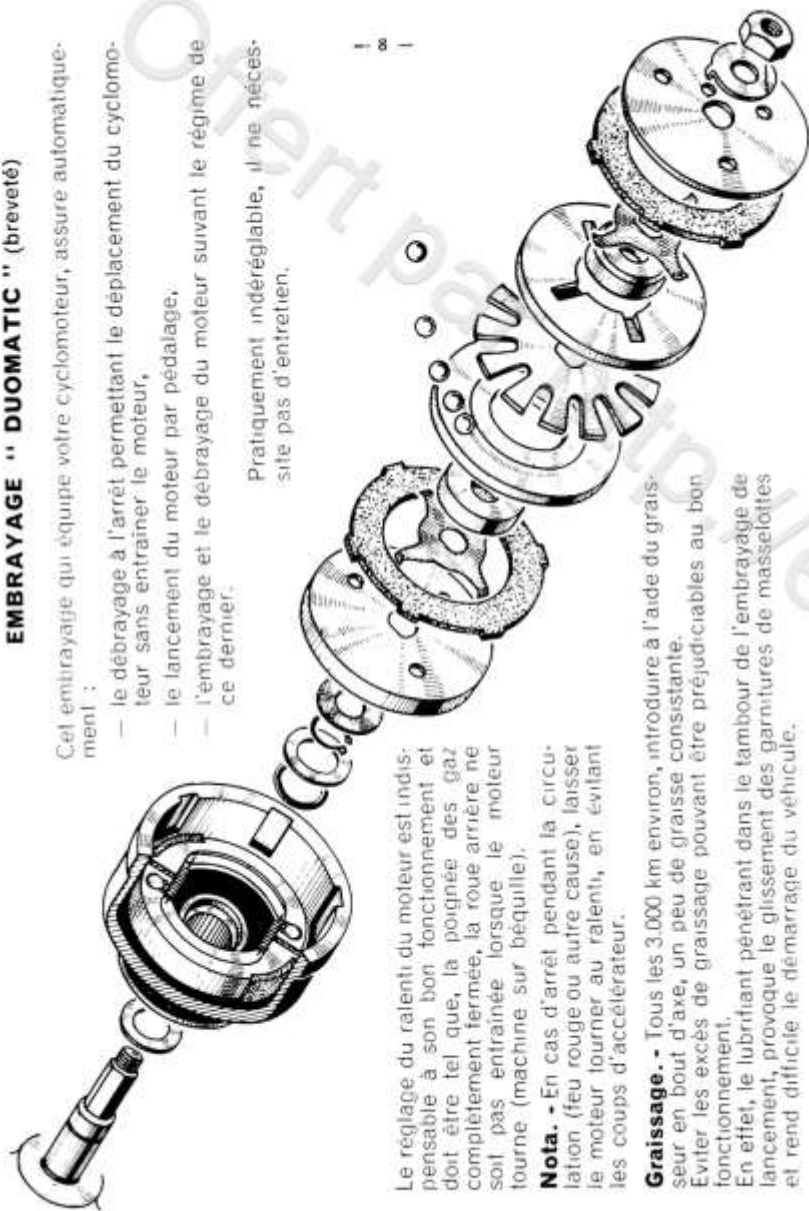 EMBRAYAGE “ DUOMATIC ” (breveté)
Cet embrayage qui équipe votre cyclomoteur, assure automatique-
ment :
— le débrayage à l'arrêt permettant le déplacement du cyclomo-
teur sans entraîner le moteur,
— le lancement du moteur par pédalage,
— l'embrayage et le débrayage du moteur suivant le régime de
ce dernier.
Pratiquement indéréglable, il ne néces-
site pas d'entretien.
Le réglage du ralenti du moteur est indis-
pensable à son bon fonctionnement et
doit être tel que, la poignée des gaz
complètement fermée, la roue arrière ne
soit pas entraînée lorsque le moteur
tourne (machine sur béquille).
Nota. - En cas d'arrêt pendant la circu-
lation (feu rouge ou autre cause), laisser
le moteur tourner au ralenti, en évitant
les coups d'accélérateur.
Graissage. - Tous les 3.000 km environ, introduire à l'aide du grais-
seur en bout d'axe, un peu de graisse consistante.
Eviter les excès de graissage pouvant être préjudiciables au bon
fonctionnement.
En effet, le lubrifiant pénétrant dans le tambour de l'embrayage de
lancement, provoque le glissement des garnitures de masselottes
et rend difficile le démarrage du véhicule.
— 8 —
Offert pa
tp,//e